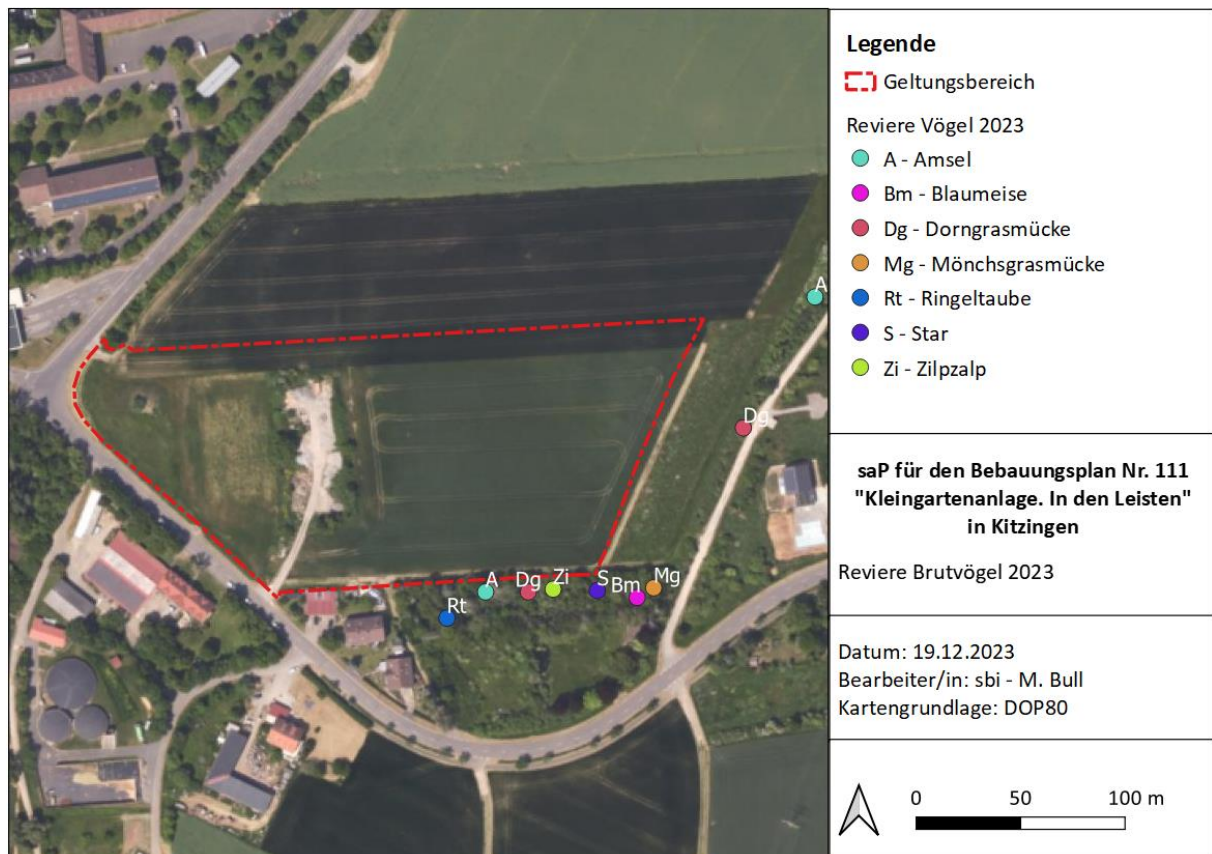 Legende
Geltungsbereich
Reviere Vögel 2023
A - Amsel
Bm - Blaumeise
Dg - Dorngrasmücke
Mg - Mönchsgrasmücke
Rt - Ringeltaube
S - Star
Zi - Zilpzalp
saP für den Bebauungsplan Nr. 111
"Kleingartenanlage. In den Leisten"
in Kitzingen
Reviere Brutvögel 2023
Datum: 19.12.2023
Bearbeiter/in: sbi - M. Bull
Kartengrundlage: DOP80
0 50 100 m
A
Dg
A Dg Zi S Bm Mg
Rt